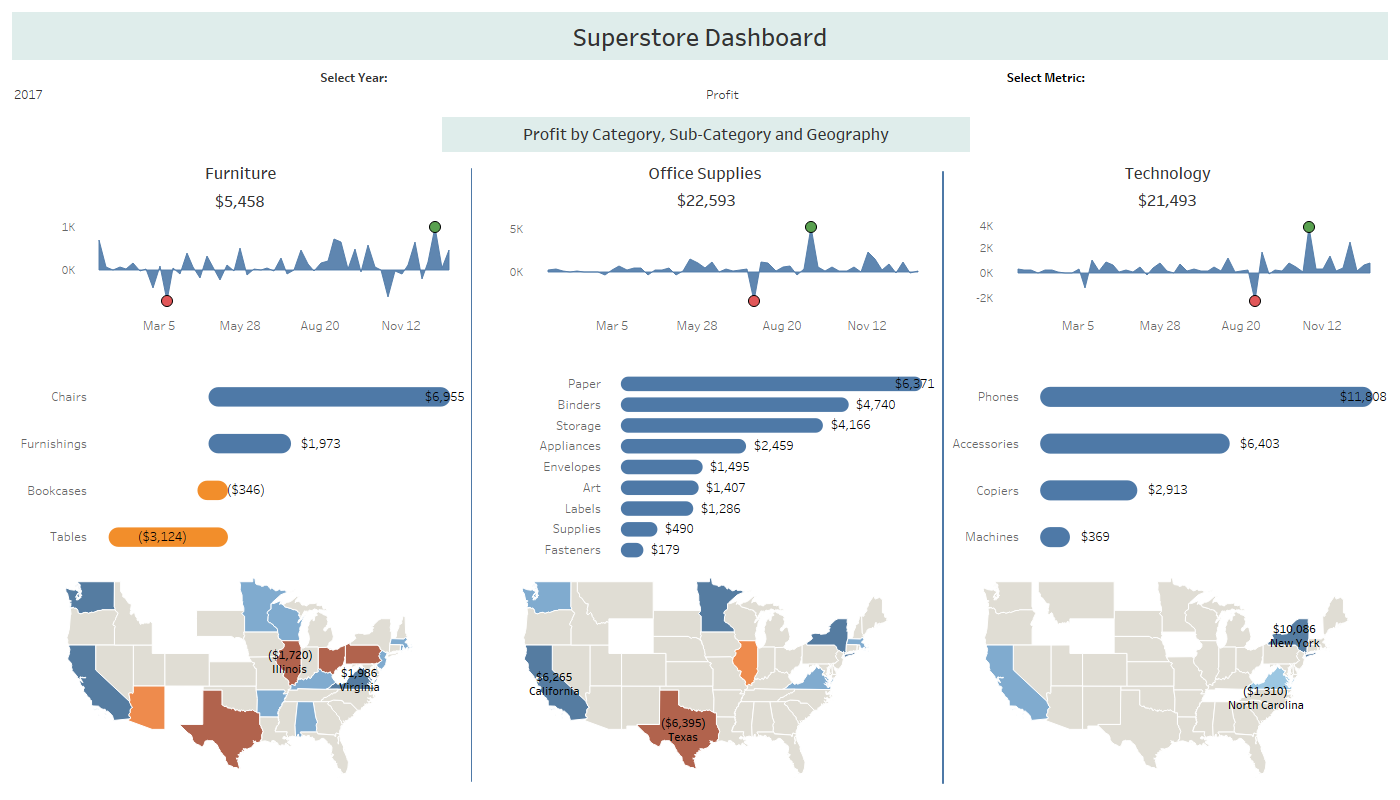 Superstore Dashboard
Select Year:
Select Metric:
2017
Profit
Profit by Category, Sub-Category and Geography
Furniture
$5,458
1K
0K
Mar 5
May 28
Aug 20
Nov 12
Chairs
$6,955
Furnishings
$1,973
Bookcases
($346)
Tables
($3,124)
($1,720)
Illinois
$1,986
Virginia
Office Supplies
$22,593
5K
0K
Mar 5
May 28
Aug 20
Nov 12
Paper
$6,371
Binders
$4,740
Storage
$4,166
Appliances
$2,459
Envelopes
$1,495
Art
$1,407
Labels
$1,286
Supplies
$490
Fasteners
$179
$6,265
California
($6,395)
Texas
Technology
$21,493
4K
2K
0K
-2K
Mar 5
May 28
Aug 20
Nov 12
Phones
$11,808
Accessories
$6,403
Copiers
$2,913
Machines
$369
$10,086
New York
($1,310)
North Carolina